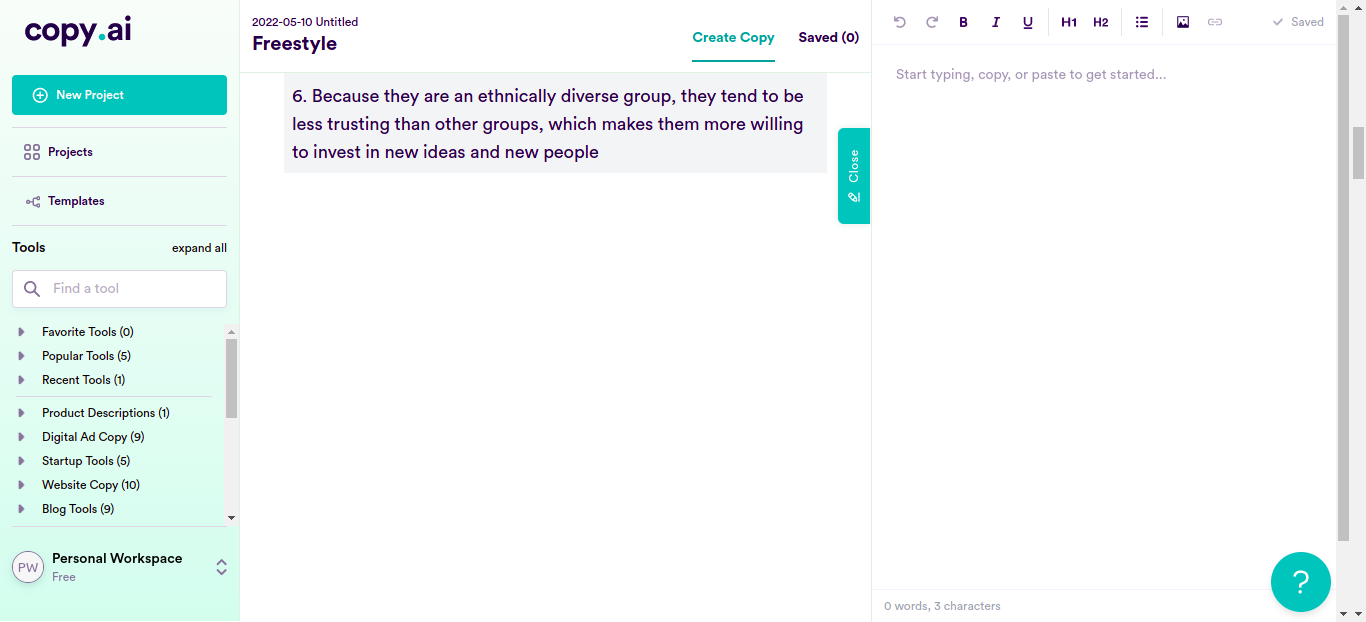 copy.ai
New Project
Projects
Templates
Tools
expand all
Find a tool
Favorite Tools (0)
Popular Tools (5)
Recent Tools (1)
Product Descriptions (1)
Digital Ad Copy (9)
Startup Tools (5)
Website Copy (10)
Blog Tools (9)
PW
Personal Workspace
Free
2022-05-10 Untitled
Freestyle
Create Copy
Saved (0)
6. Because they are an ethnically diverse group, they tend to be
less trusting than other groups, which makes them more willing
to invest in new ideas and new people
Close
B I U H1 H2
Saved
Start typing, copy, or paste to get started...
0 words, 3 characters
?